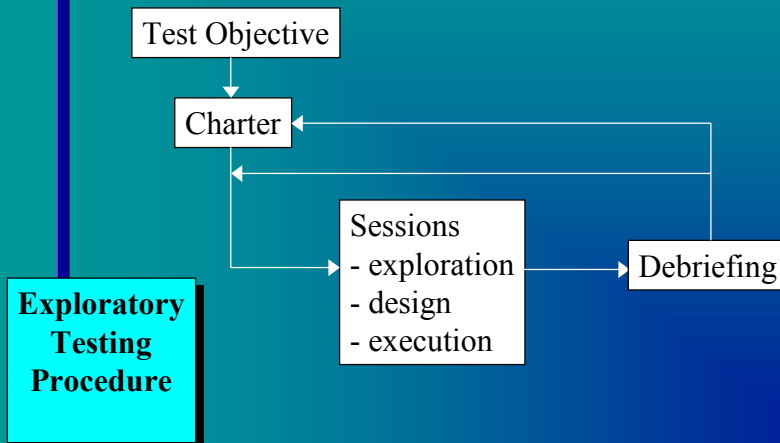 Test Objective
Charter
Sessions
- exploration
- design
- execution
Debriefing
Exploratory
Testing
Procedure